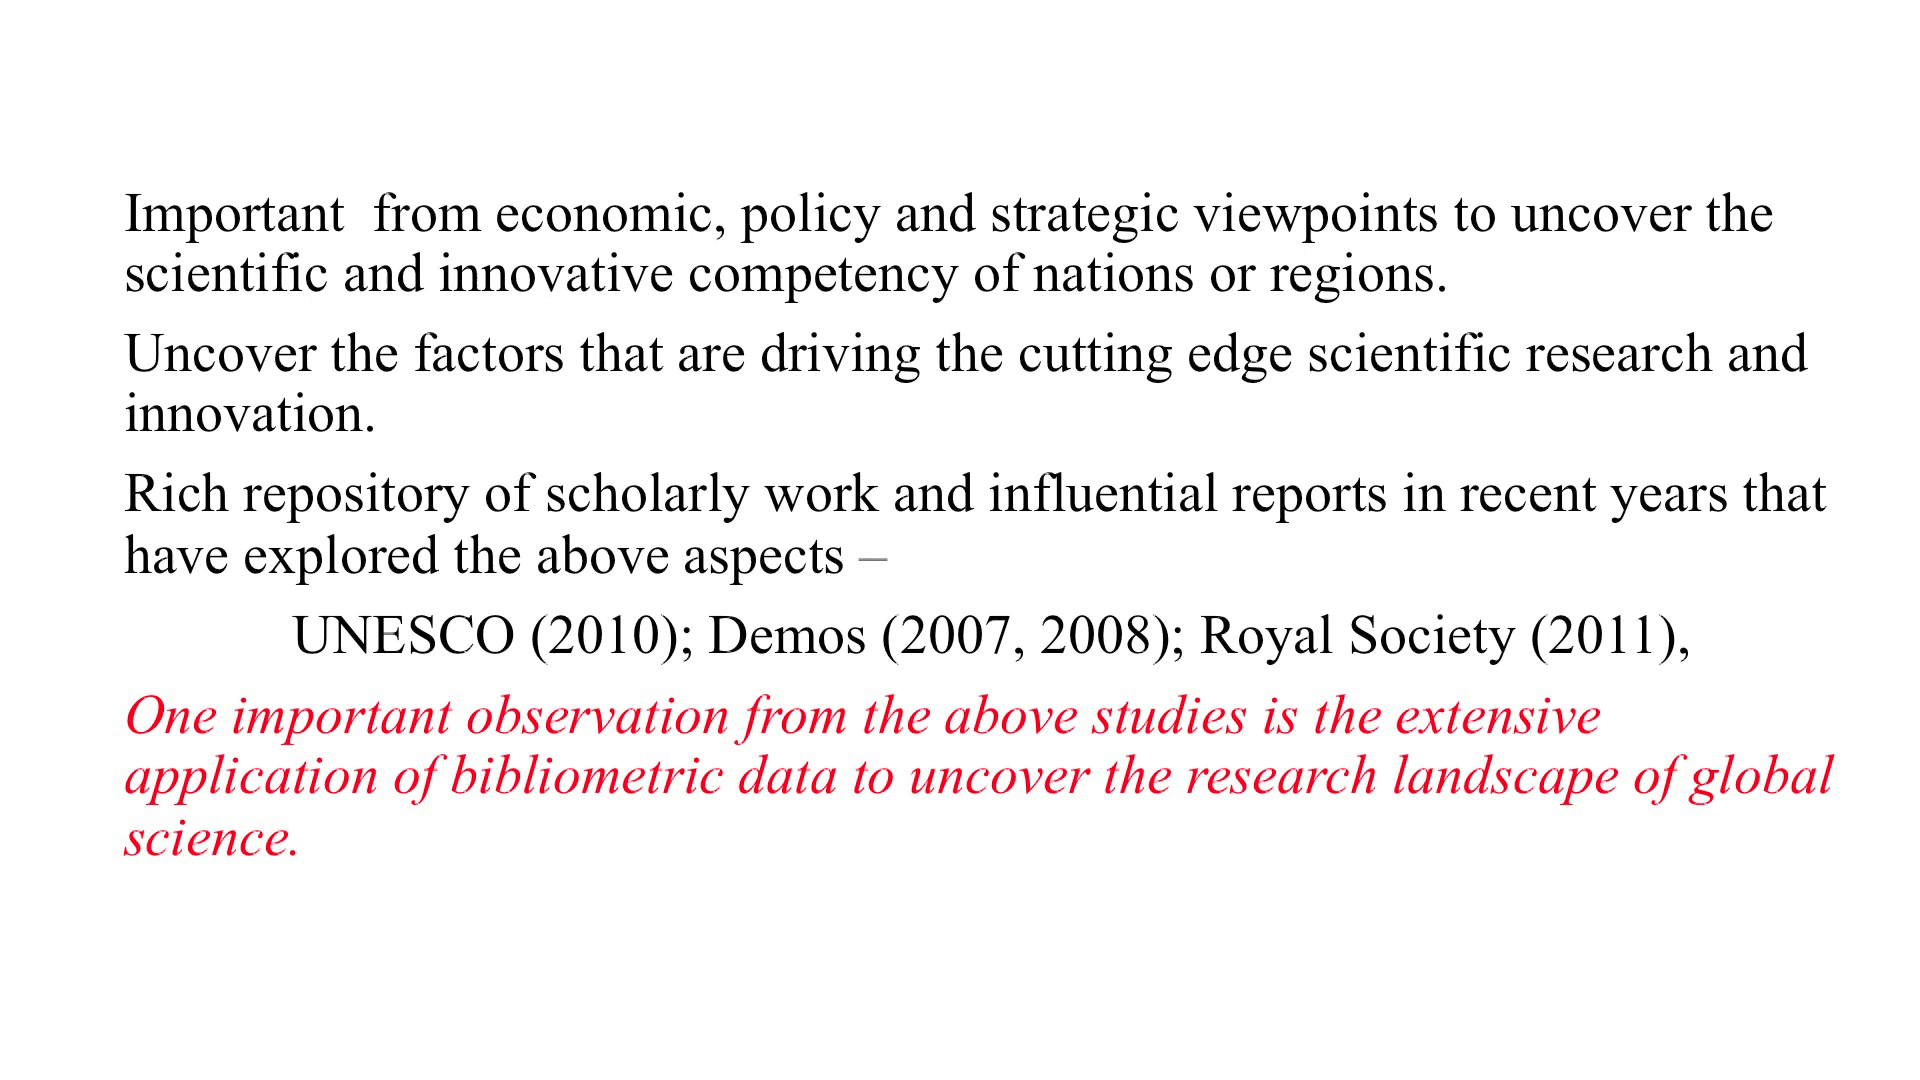 Important  from economic, policy and strategic viewpoints to uncover the
scientific and innovative competency of nations or regions.
Uncover the factors that are driving the cutting edge scientific research and
innovation.
Rich repository of scholarly work and influential reports in recent years that
have explored the above aspects –
UNESCO (2010); Demos (2007, 2008); Royal Society (2011),
One important observation from the above studies is the extensive
application of bibliometric data to uncover the research landscape of global
science.